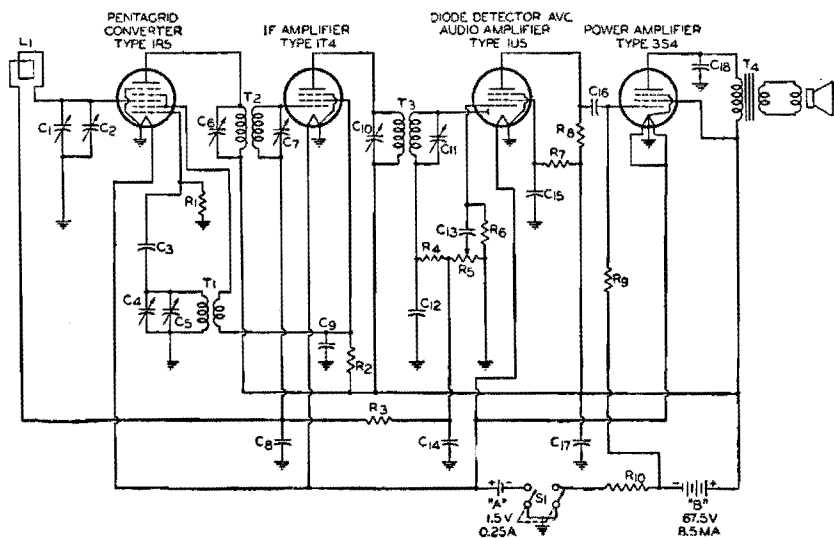 PENTAGRID
CONVERTER
TYPE 1R5
IF AMPLIFIER
TYPE 1T4
DIODE DETECTOR AVC
AUDIO AMPLIFIER
TYPE 1U5
POWER AMPLIFIER
TYPE 3S4
L1
T2
T3
C16
C18
T4
C1
C2
C6
C7
C10
C11
R8
R7
R1
C15
C3
C13
R6
R4
R5
R9
T1
C4
C5
C9
C12
R2
R3
C8
C14
C17
R10
+ -
"A"
1.5V
0.25A
S1
- +
"B"
67.5V
8.5MA